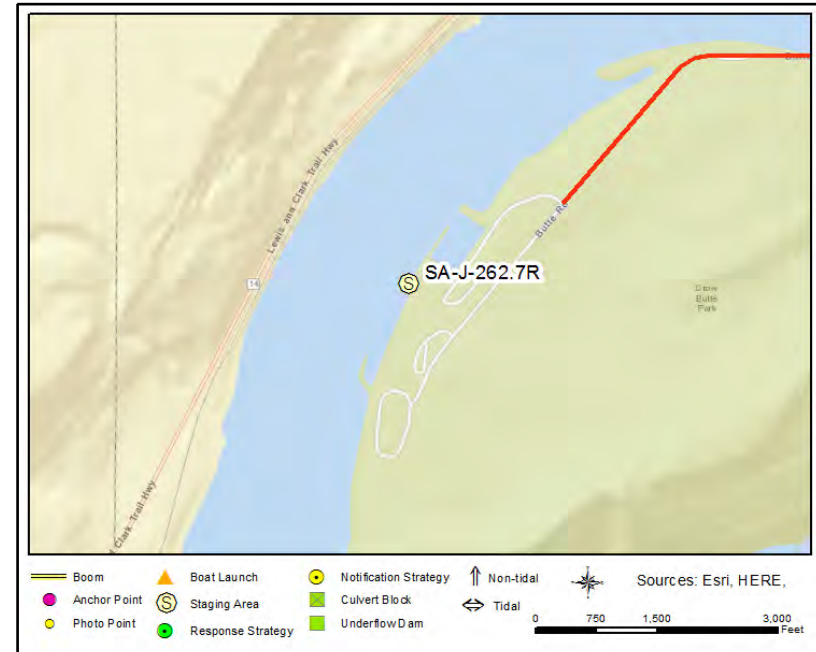 Lewis and Clark Trail Hwy
14
SA-J-262.7R
Butte Rd
Butte
Park
Clark Trail Hwy
Boom
Boat Launch
Notification Strategy
Non-tidal
Sources: Esri, HERE,
Anchor Point
S
Staging Area
Culvert Block
Tidal
Photo Point
Response Strategy
Underflow Dam
0 750 1,500 3,000
Feet